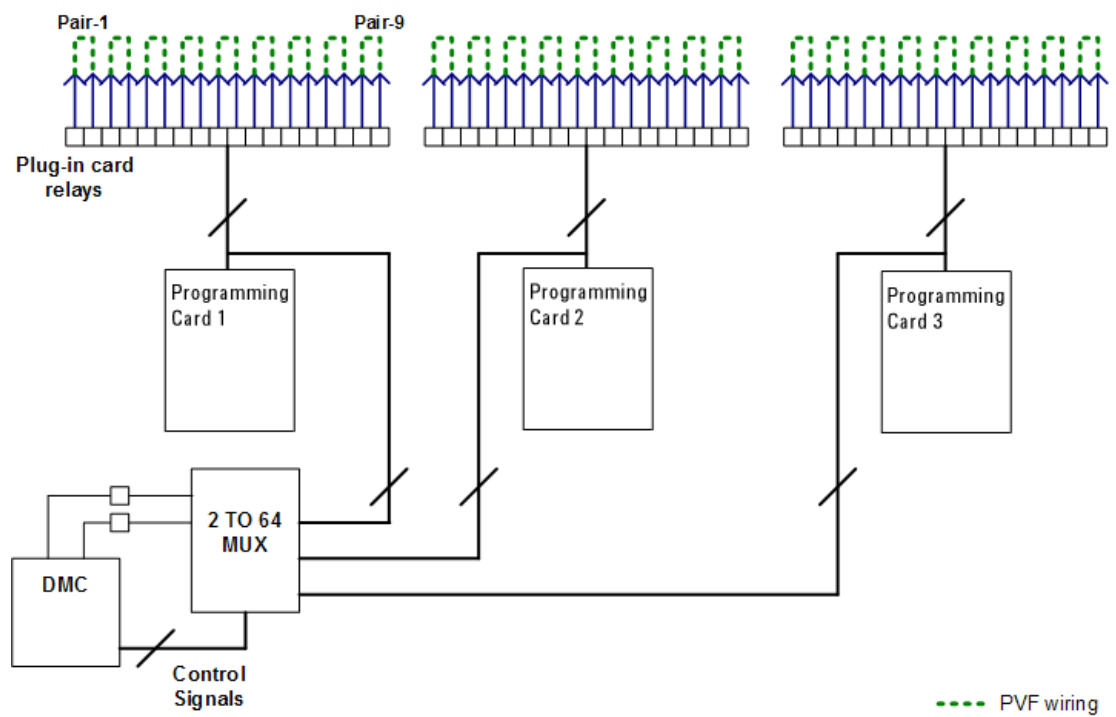 Pair-1
Pair-9
Plug-in card
relays
Programming
Card 1
Programming
Card 2
Programming
Card 3
2 TO 64
MUX
DMC
Control
Signals
PVF wiring